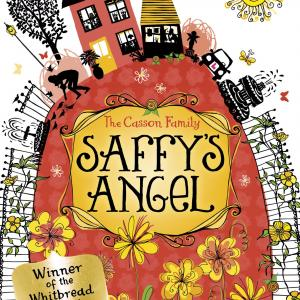 The Casson Family
SAFFY'S
ANGEL
Winner
of the
Whitbread